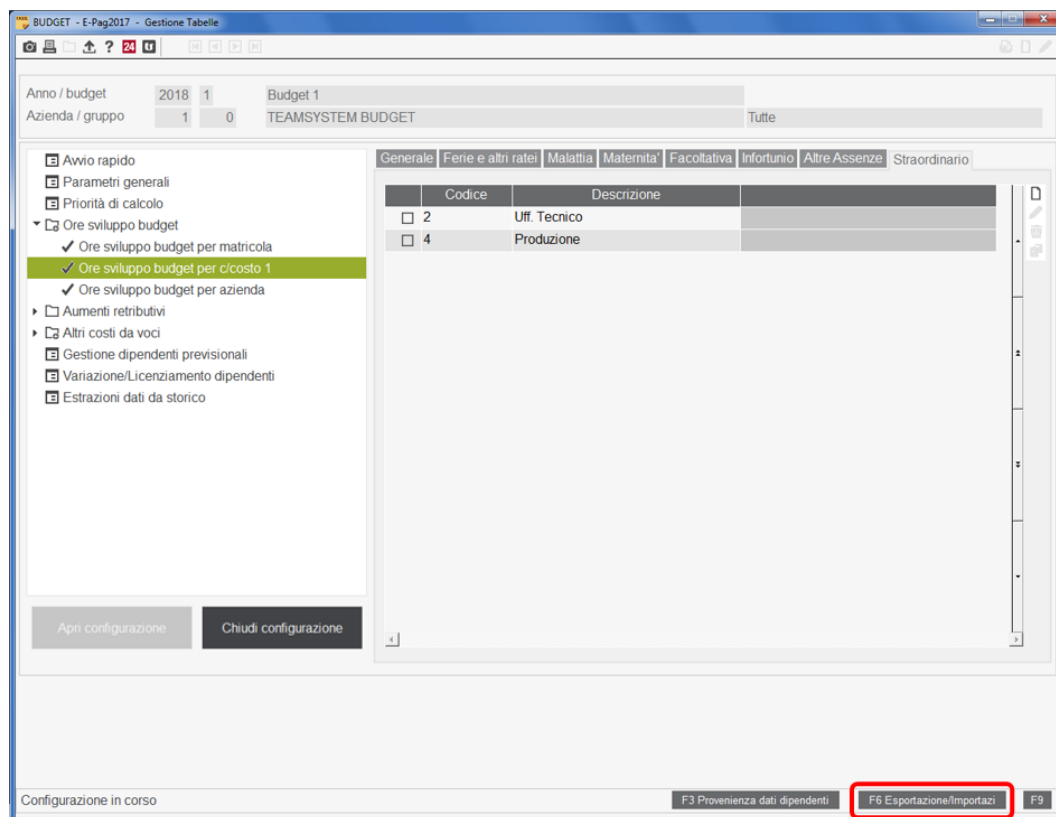 BUDGET - E-Pag2017 - Gestione Tabelle
? 24
Anno / budget 2018 1 Budget 1
Azienda / gruppo 1 0 TEAMSYSTEM BUDGET Tutte
Avvio rapido
Parametri generali
Priorità di calcolo
Ore sviluppo budget
Ore sviluppo budget per matricola
Ore sviluppo budget per c/costo 1
Ore sviluppo budget per azienda
Aumenti retributivi
Altri costi da voci
Gestione dipendenti previsionali
Variazione/Licenziamento dipendenti
Estrazioni dati da storico
Apri configurazione Chiudi configurazione
Generale Ferie e altri ratei Malattia Maternita' Facoltativa Infortunio Altre Assenze Straordinario
Codice Descrizione
2 Uff. Tecnico
4 Produzione
Configurazione in corso F3 Provenienza dati dipendenti F6 Esportazione/Importazi F9